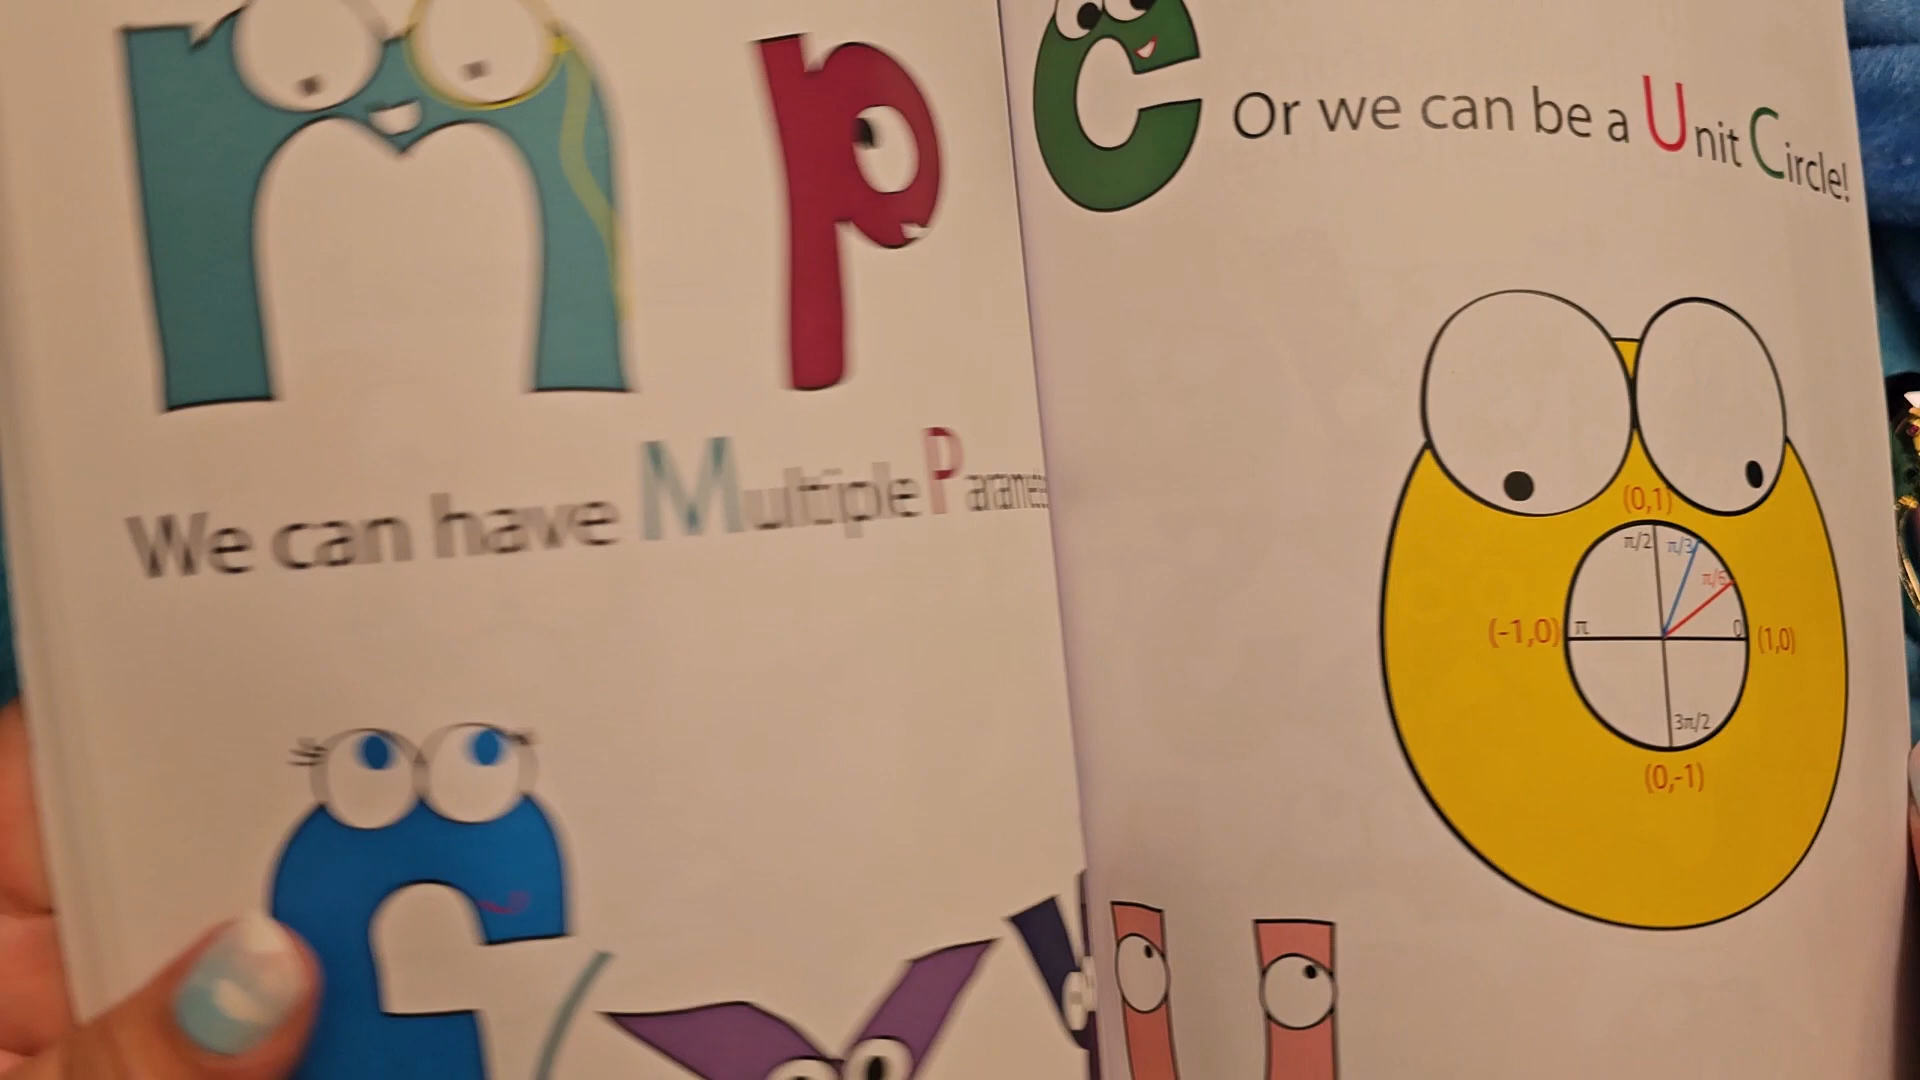 We can have Multiple
Or we can be a Unit Circle!
(0,1)
π/2 π/3
π/6
(-1,0) π 0 (1,0)
3π/2
(0,-1)